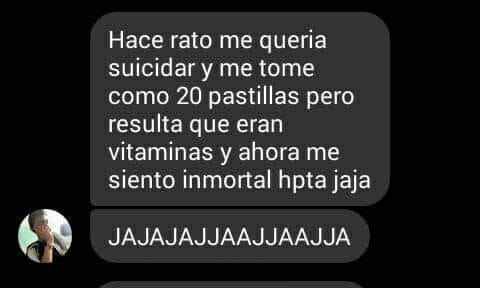 Hace rato me queria
suicidar y me tome
como 20 pastillas pero
resulta que eran
vitaminas y ahora me
siento inmortal hpta jaja
JAJAJAJJAAJJAAJJA